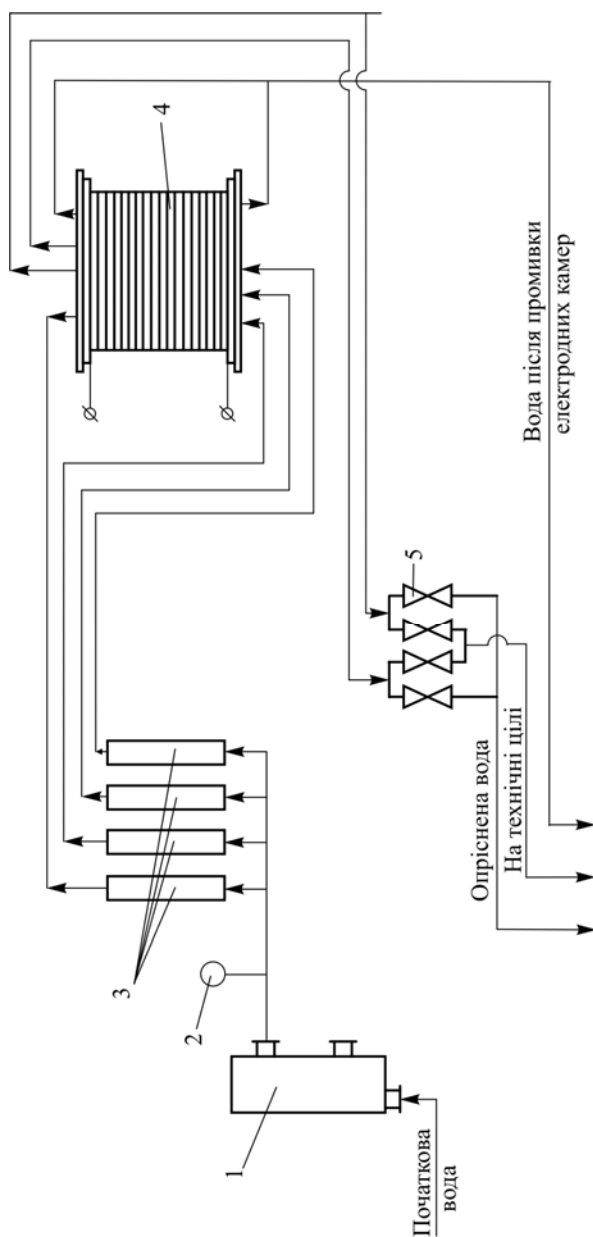 Початкова
вода
1
2
3
4
5
Опріснена вода
На технічні цілі
Вода після промивки
електродних камер